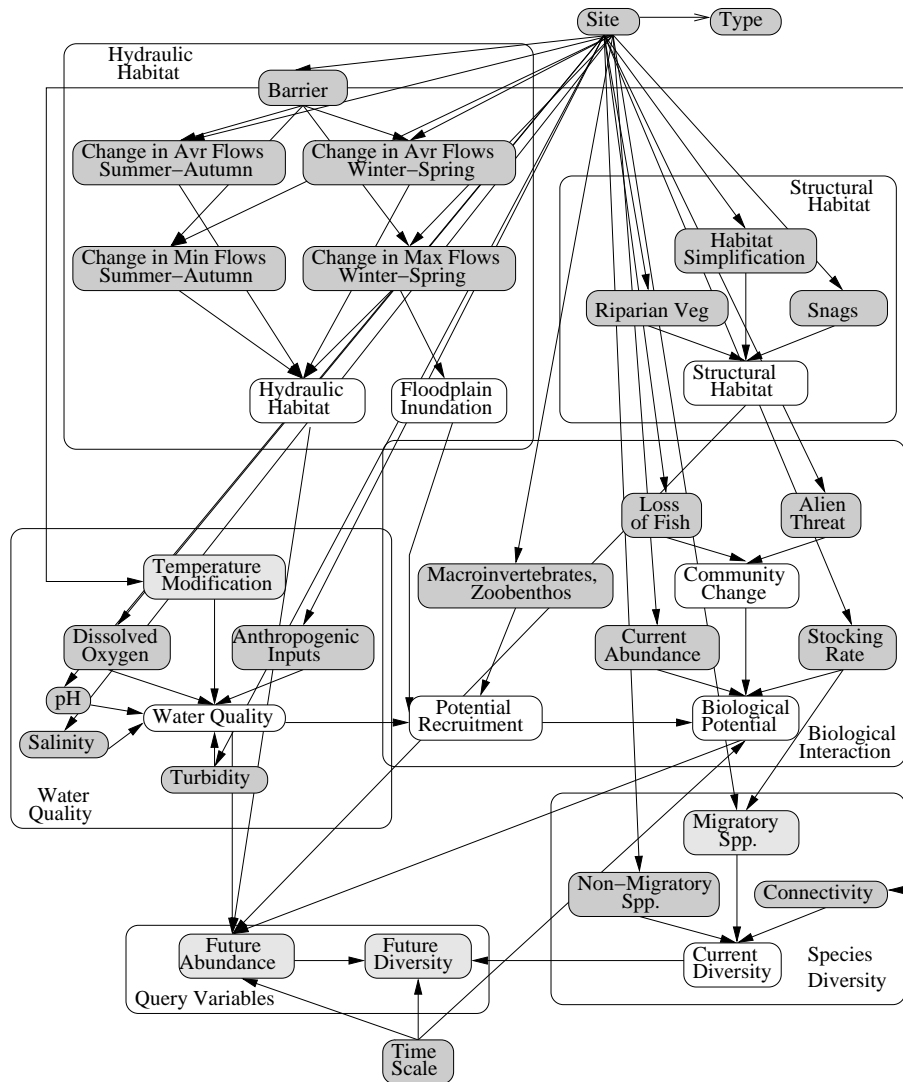 Site
Type
Hydraulic
Habitat
Barrier
Change in Avr Flows
Summer−Autumn
Change in Avr Flows
Winter−Spring
Structural
Habitat
Change in Min Flows
Summer−Autumn
Change in Max Flows
Winter−Spring
Habitat
Simplification
Riparian Veg
Snags
Hydraulic
Habitat
Floodplain
Inundation
Structural
Habitat
Loss
of Fish
Alien
Threat
Temperature
Modification
Macroinvertebrates,
Zoobenthos
Community
Change
Dissolved
Oxygen
Anthropogenic
Inputs
Current
Abundance
Stocking
Rate
pH
Water Quality
Potential
Recruitment
Biological
Potential
Salinity
Biological
Interaction
Turbidity
Water
Quality
Migratory
Spp.
Non−Migratory
Spp.
Connectivity
Future
Abundance
Future
Diversity
Current
Diversity
Species
Diversity
Query Variables
Time
Scale